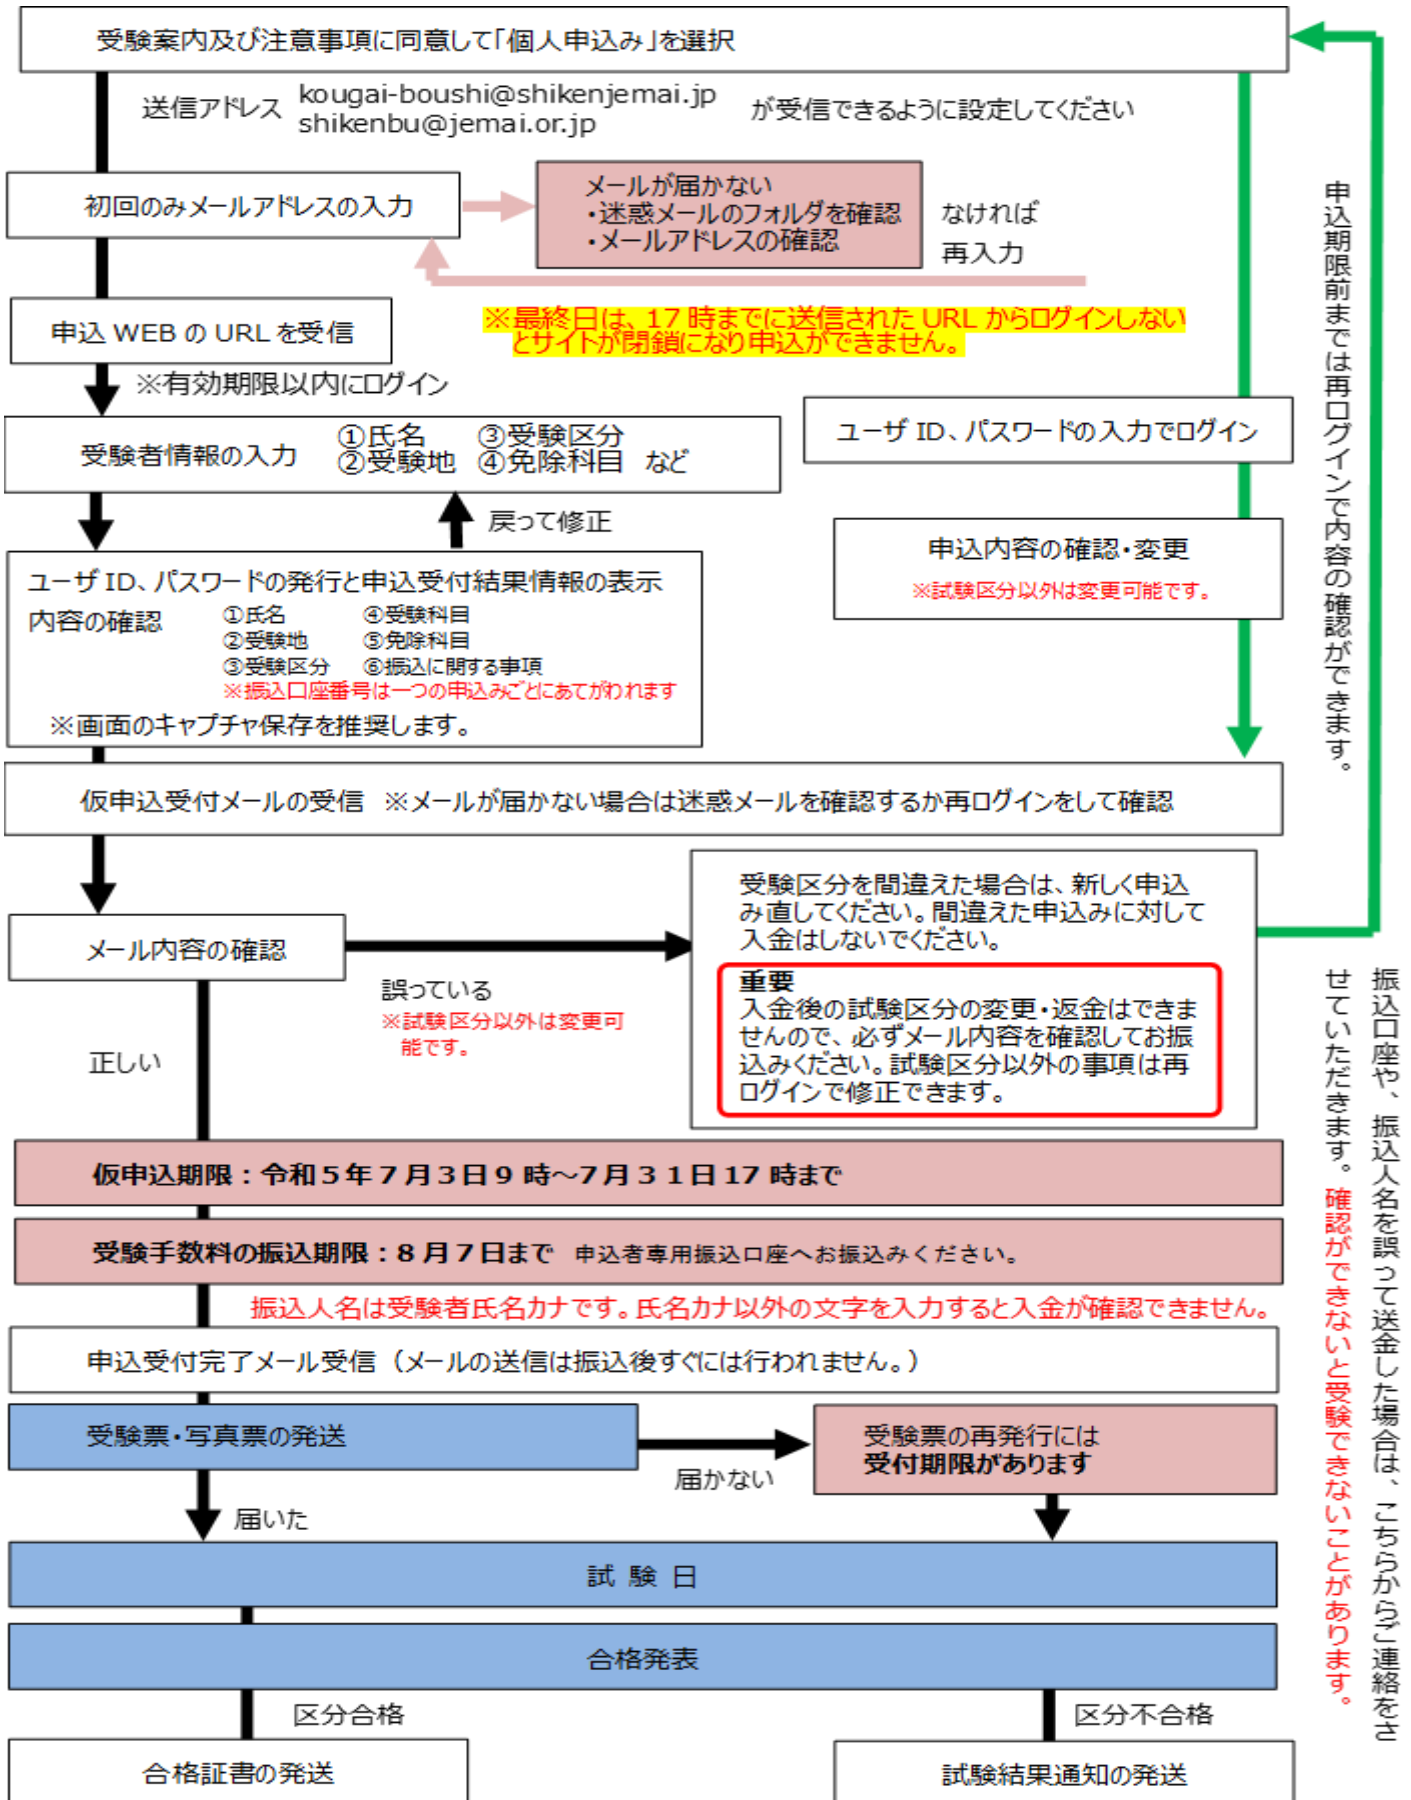 受験案内及び注意事項に同意して「個人申込み」を選択
送信アドレス
kougai-boushi@shikenjemai.jp
shikenbu@jemai.or.jp
が受信できるように設定してください
初回のみメールアドレスの入力
メールが届かない
・迷惑メールのフォルダを確認
・メールアドレスの確認
なければ
再入力
申込 WEB の URL を受信
※最終日は、17 時までに送信された URL からログインしない
とサイトが閉鎖になり申込ができません。
※有効期限以内にログイン
受験者情報の入力
①氏名 ③受験区分
②受験地 ④免除科目 など
ユーザ ID、パスワードの入力でログイン
戻って修正
申込内容の確認・変更
※試験区分以外は変更可能です。
ユーザ ID、パスワードの発行と申込受付結果情報の表示
内容の確認
①氏名 ④受験科目
②受験地 ⑤免除科目
③受験区分 ⑥振込に関する事項
※振込口座番号は一つの申込みごとにあてがわれます
※画面のキャプチャ保存を推奨します。
申込期限前までは再ログインで内容の確認ができます。
仮申込受付メールの受信 ※メールが届かない場合は迷惑メールを確認するか再ログインをして確認
メール内容の確認
誤っている
※試験区分以外は変更可
能です。
正しい
受験区分を間違えた場合は、新しく申込
み直してください。間違えた申込みに対して
入金はしないでください。
重要
入金後の試験区分の変更・返金はできま
せんので、必ずメール内容を確認してお振
込みください。試験区分以外の事項は再
ログインで修正できます。
仮申込期限：令和５年７月３日９時～７月３１日 17 時まで
受験手数料の振込期限：８月７日まで 申込者専用振込口座へお振込みください。
振込人名は受験者氏名カナです。氏名カナ以外の文字を入力すると入金が確認できません。
振込口座や、振込人名を誤って送金した場合は、こちらからご連絡をさ
せていただきます。確認ができないと受験できないことがあります。
申込受付完了メール受信（メールの送信は振込後すぐには行われません。）
受験票・写真票の発送
届かない
受験票の再発行には
受付期限があります
届いた
試 験 日
合格発表
区分合格
区分不合格
合格証書の発送
試験結果通知の発送